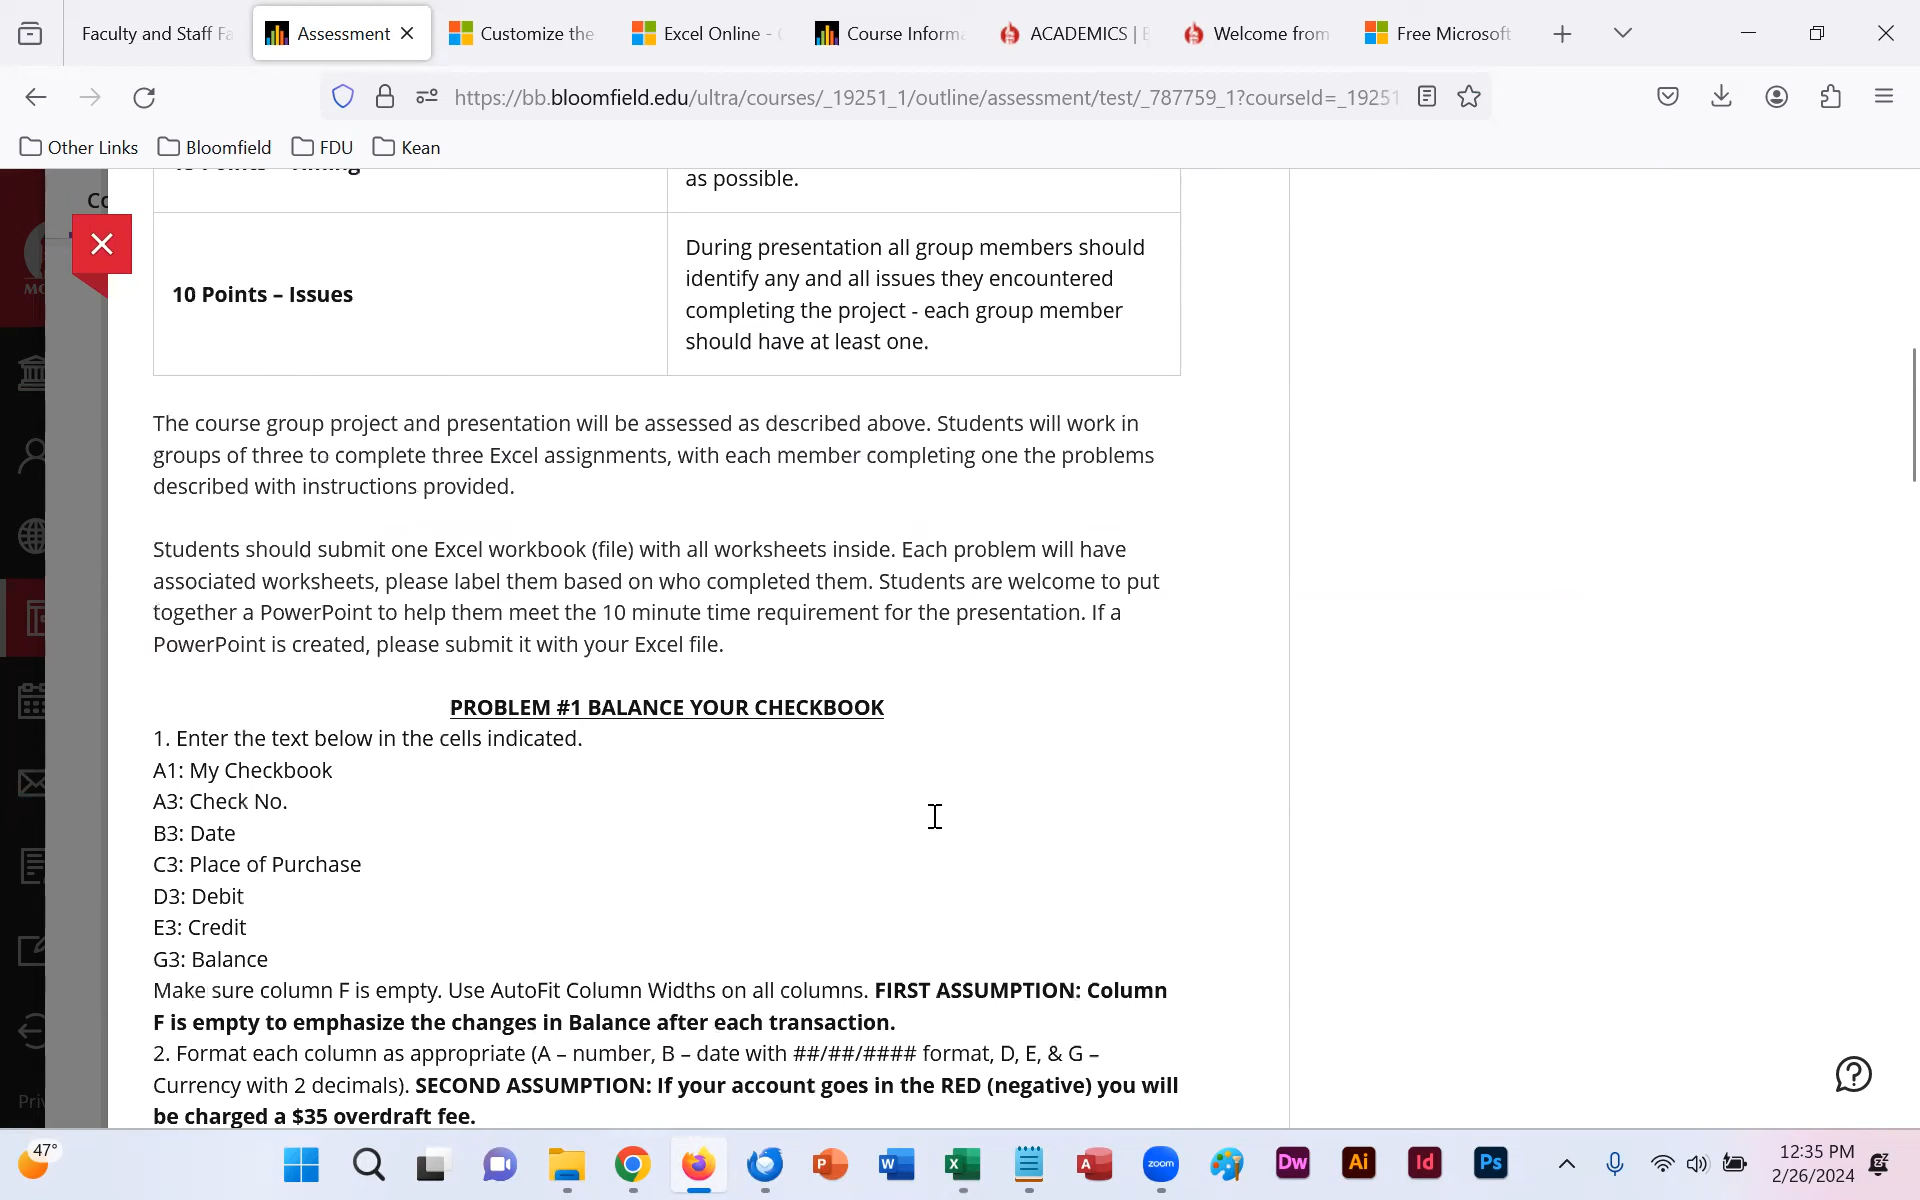 Faculty and Staff Fa
Assessment
Customize the
Excel Online -
Course Informa
ACADEMICS |
Welcome from
Free Microsoft
https://bb.bloomfield.edu/ultra/courses/_19251_1/outline/assessment/test/_787759_1?courseId=_19251
Other Links
Bloomfield
FDU
Kean
as possible.
10 Points – Issues
During presentation all group members should
identify any and all issues they encountered
completing the project - each group member
should have at least one.
The course group project and presentation will be assessed as described above. Students will work in
groups of three to complete three Excel assignments, with each member completing one the problems
described with instructions provided.
Students should submit one Excel workbook (file) with all worksheets inside. Each problem will have
associated worksheets, please label them based on who completed them. Students are welcome to put
together a PowerPoint to help them meet the 10 minute time requirement for the presentation. If a
PowerPoint is created, please submit it with your Excel file.
PROBLEM #1 BALANCE YOUR CHECKBOOK
1. Enter the text below in the cells indicated.
A1: My Checkbook
A3: Check No.
B3: Date
C3: Place of Purchase
D3: Debit
E3: Credit
G3: Balance
Make sure column F is empty. Use AutoFit Column Widths on all columns. FIRST ASSUMPTION: Column
F is empty to emphasize the changes in Balance after each transaction.
2. Format each column as appropriate (A – number, B – date with ##/##/#### format, D, E, & G –
Currency with 2 decimals). SECOND ASSUMPTION: If your account goes in the RED (negative) you will
be charged a $35 overdraft fee.
47°
zoom
Dw
Ai
Id
Ps
12:35 PM
2/26/2024